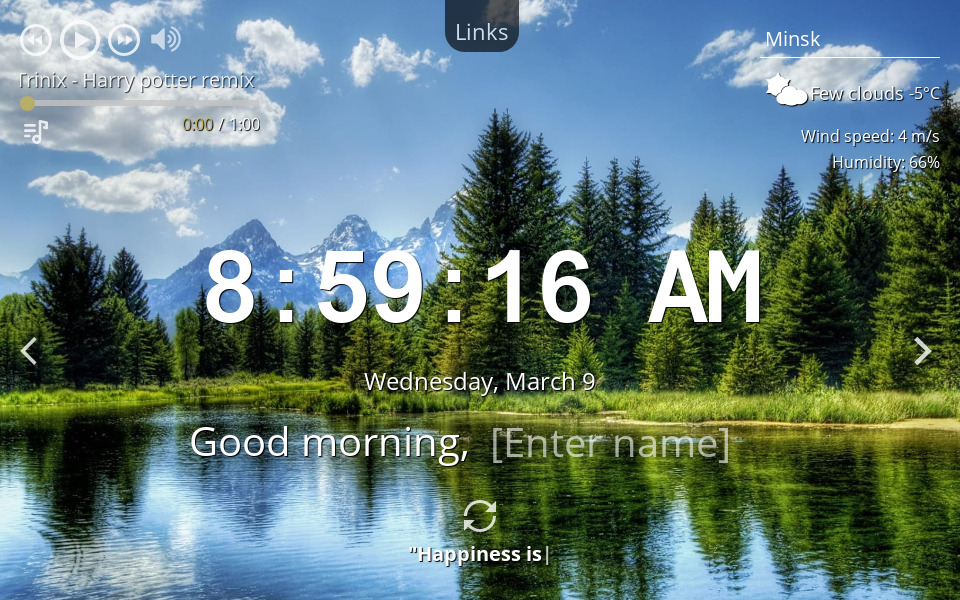 Links
Trinix - Harry potter remix
0:00 / 1:00
Minsk
Few clouds -5°C
Wind speed: 4 m/s
Humidity: 66%
8:59:16 AM
Wednesday, March 9
Good morning, [Enter name]
"Happiness is|